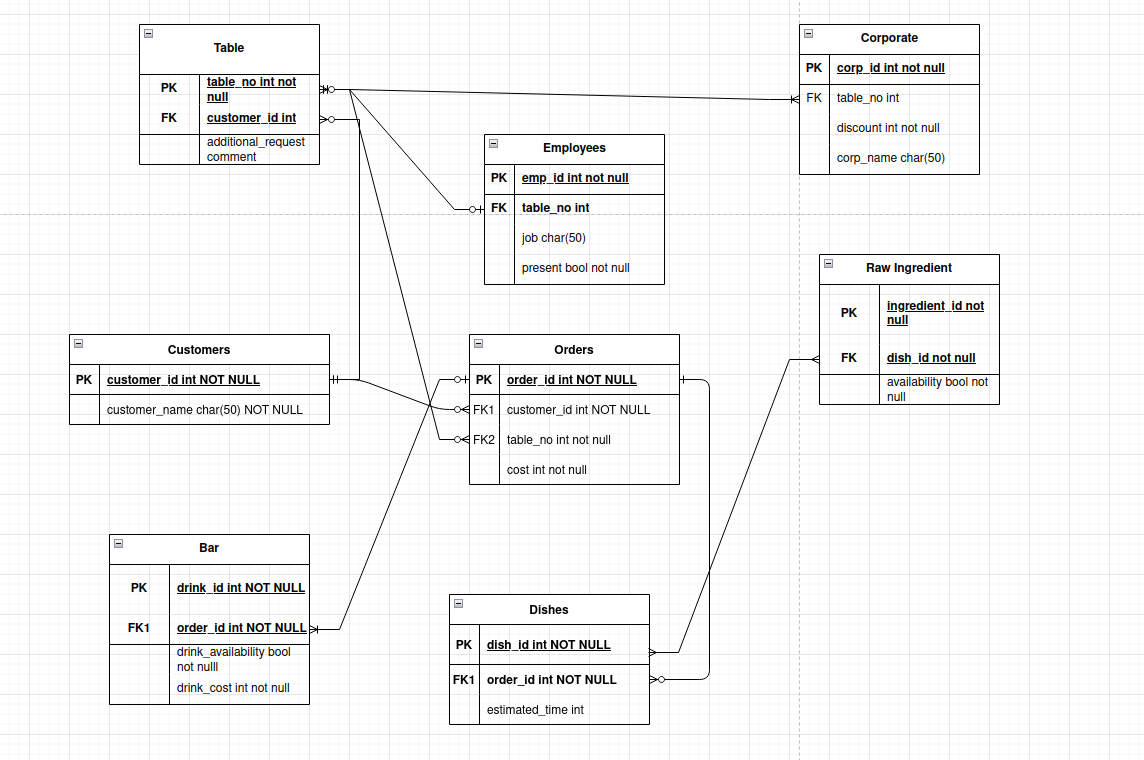 Table
PK
table_no int not
null
FK
customer_id int
additional_request
comment
Corporate
PK
corp_id int not null
FK
table_no int
discount int not null
corp_name char(50)
Employees
PK
emp_id int not null
FK
table_no int
job char(50)
present bool not null
Raw Ingredient
PK
ingredient_id not
null
FK
dish_id not null
availability bool not
null
Customers
PK
customer_id int NOT NULL
customer_name char(50) NOT NULL
Orders
PK
order_id int NOT NULL
FK1
customer_id int NOT NULL
FK2
table_no int not null
cost int not null
Bar
PK
drink_id int NOT NULL
FK1
order_id int NOT NULL
drink_availability bool
not nulll
drink_cost int not null
Dishes
PK
dish_id int NOT NULL
FK1
order_id int NOT NULL
estimated_time int